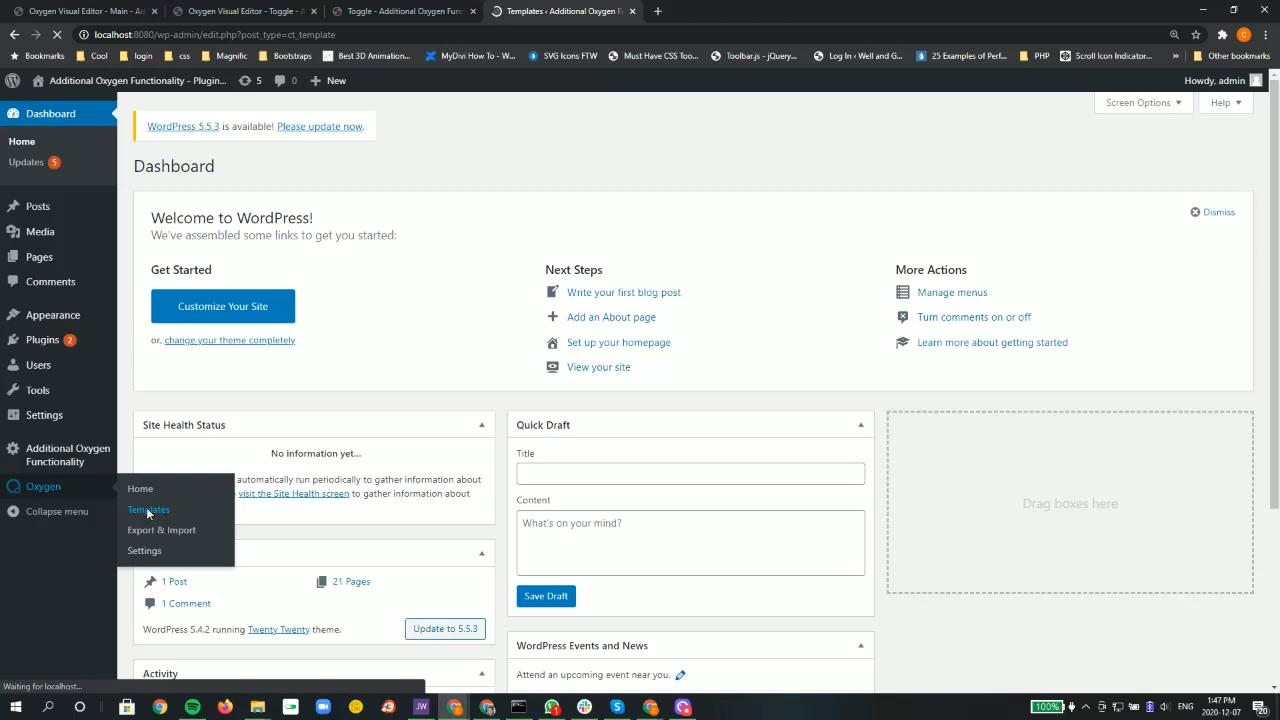 Oxygen Visual Editor - Main - Ad
Oxygen Visual Editor - Toggle - A
Toggle - Additional Oxygen Func
Templates ‹ Additional Oxygen F
localhost:8080/wp-admin/edit.php?post_type=ct_template
Bookmarks
Cool
login
css
Magnific
Bootstraps
Best 3D Animation...
MyDivi How To - W...
SVG Icons FTW
Must Have CSS Too...
Toolbar.js - jQuery...
Log In ‹ Well and G...
25 Examples of Perf...
PHP
Scroll Icon Indicator...
»
Other bookmarks
Additional Oxygen Functionality - Plugin...
5
0
New
Howdy, admin
Dashboard
Home
Updates 5
Posts
Media
Pages
Comments
Appearance
Plugins 2
Users
Tools
Settings
Additional Oxygen
Functionality
Oxygen
Collapse menu
Home
Templates
Export & Import
Settings
Screen Options
Help
WordPress 5.5.3 is available! Please update now.
Dashboard
Welcome to WordPress!
We've assembled some links to get you started:
Dismiss
Get Started
Customize Your Site
or, change your theme completely
Next Steps
Write your first blog post
Add an About page
Set up your homepage
View your site
More Actions
Manage menus
Turn comments on or off
Learn more about getting started
Site Health Status
No information yet...
automatically run periodically to gather information about
visit the Site Health screen to gather information about
1 Post
21 Pages
1 Comment
WordPress 5.4.2 running Twenty Twenty theme.
Update to 5.5.3
Activity
Quick Draft
Title
Content
What's on your mind?
Save Draft
WordPress Events and News
Attend an upcoming event near you.
Drag boxes here
Waiting for localhost...
100%
ENG
1:47 PM
2020-12-07
20